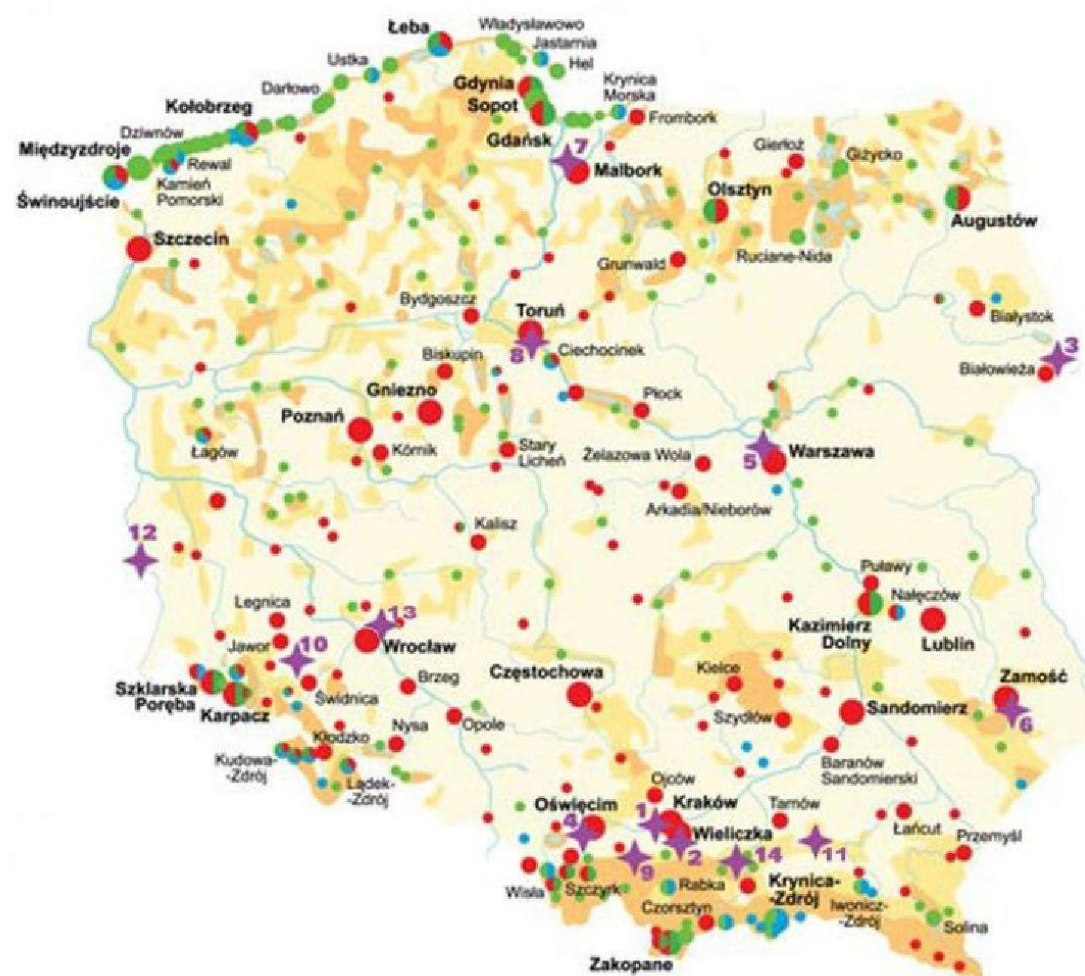 Łeba
Władysławowo
Jastarnia
Ustka
Hel
Gdynia
Sopot
Krynica
Morska
Darłowo
Kołobrzeg
Frombork
Dziwnów
Gdańsk
7
Gierłoż
Międzyzdroje
Rewal
Malbork
Giżycko
Kamień
Pomorski
Olsztyn
Świnoujście
Augustów
Szczecin
Grunwald
Ruciane-Nida
Bydgoszcz
Toruń
Białystok
8
Ciechocinek
3
Biskupin
Białowieża
Gniezno
Płock
Poznań
Łagów
Kórnik
Stary
Licheń
Żelazowa Wola
5
Warszawa
Arkadia/Nieborów
12
Kalisz
Puławy
Legnica
Nałęczów
13
Kazimierz
Dolny
Jawor
10
Wrocław
Lublin
Kielce
Częstochowa
Zamość
Szklarska
Poręba
Świdnica
Brzeg
Karpacz
Sandomierz
6
Nysa
Opole
Szydłów
Kłodzko
Kudowa-
-Zdrój
Baranów
Sandomierski
Lądek-
-Zdrój
Ojców
Oświęcim
1
Kraków
Tarnów
4
Wieliczka
Łańcut
Przemyśl
9
2
14
11
Wisła
Szczyrk
Rabka
Krynica-
-Zdrój
Iwonicz-
-Zdrój
Czorsztyn
Solina
Zakopane